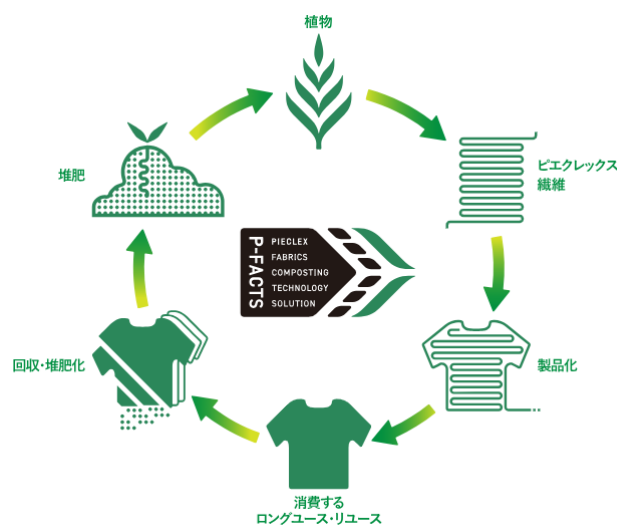 植物
ピエクレックス
繊維
製品化
消費する
ロングユース・リユース
回収・堆肥化
堆肥
P-FACTS
PIECLEX
FABRICS
COMPOSTING
TECHNOLOGY
SOLUTION